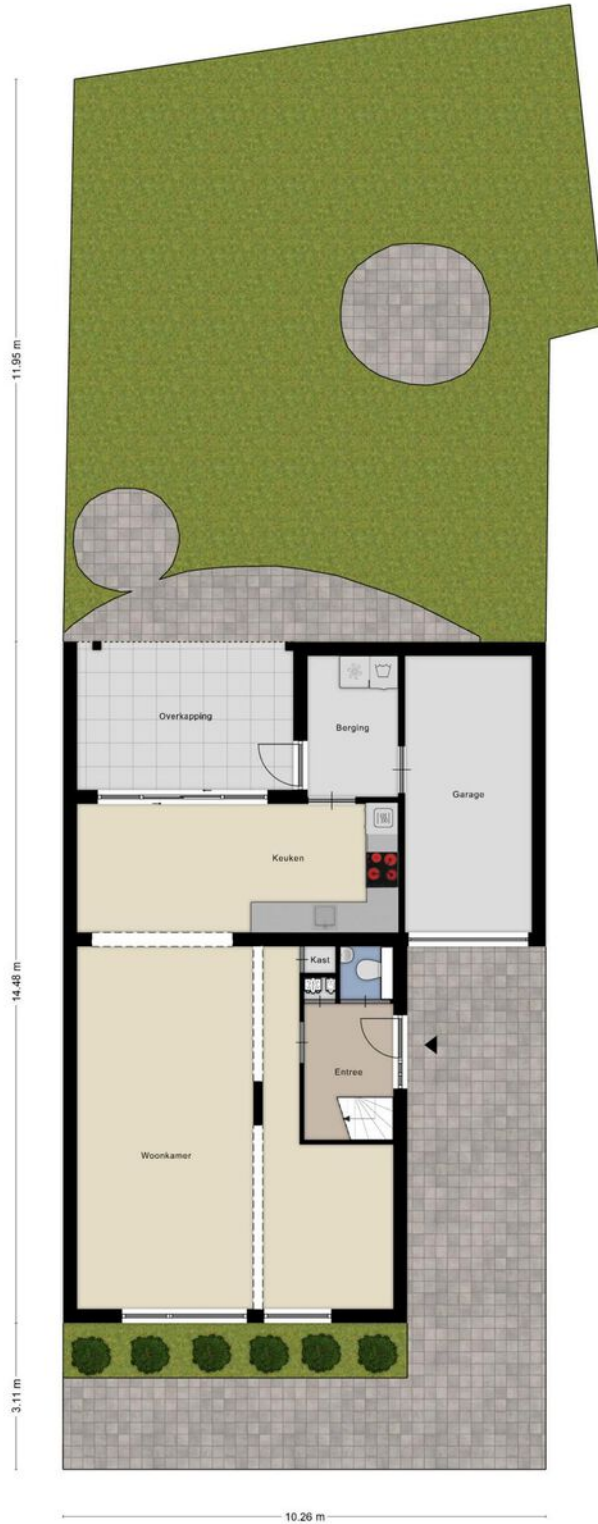 11.95 m
Overkapping
Berging
Garage
Keuken
14.48 m
Kast
Entree
Woonkamer
3.11 m
10.26 m